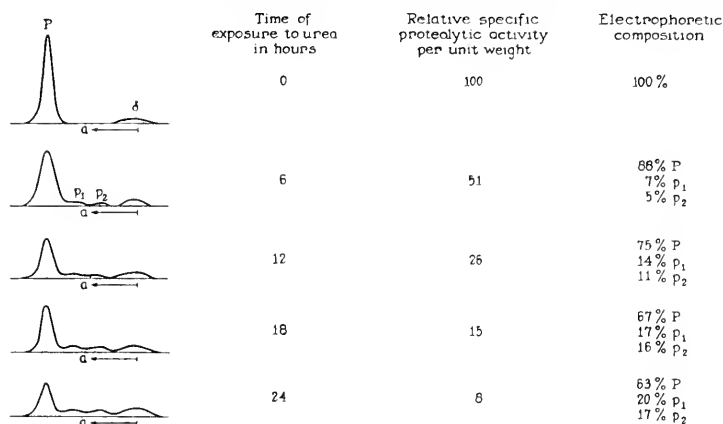 Time of
exposure to urea
in hours
Relative specific
proteolytic activity
per unit weight
Electrophoretic
composition
P
δ
a
0
100
100%
p₁ p₂
a
6
51
88% P
7% p₁
5% p₂
a
12
26
75% P
14% p₁
11% p₂
a
18
15
67% P
17% p₁
16% p₂
a
24
8
63% P
20% p₁
17% p₂
a